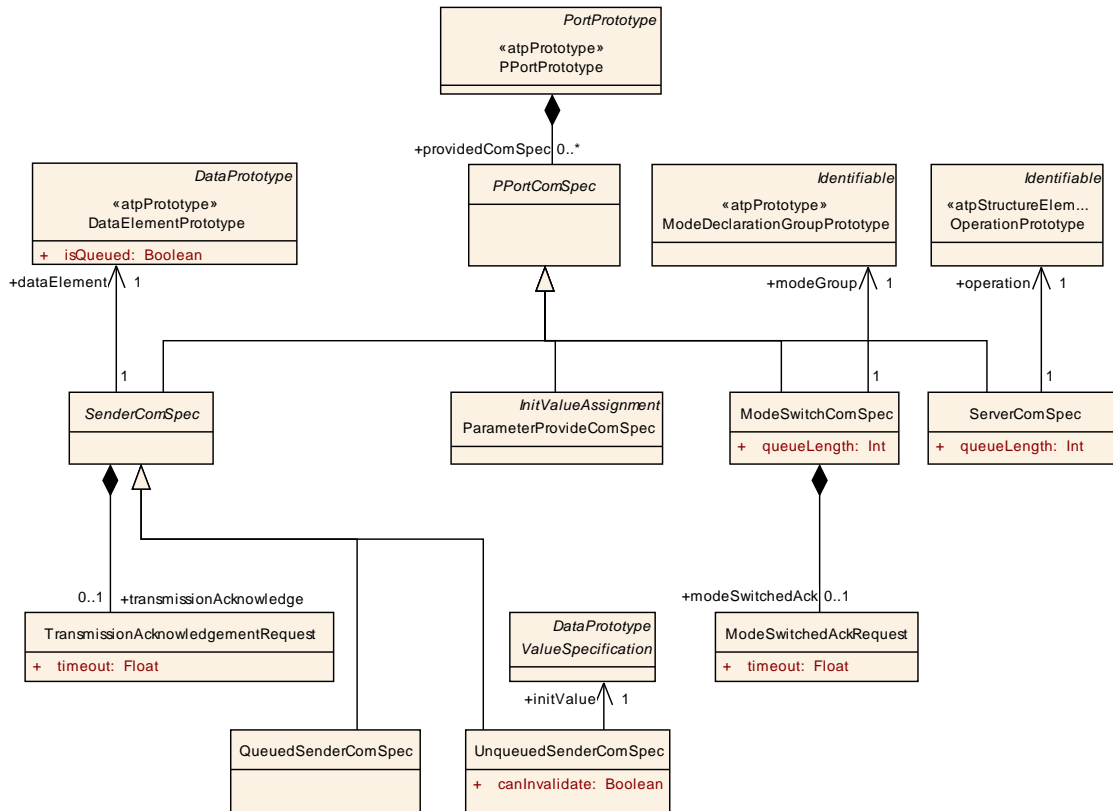 PortPrototype
«atpPrototype»
PPortPrototype
+providedComSpec 0..*
DataPrototype
«atpPrototype»
DataElementPrototype
+ isQueued: Boolean
PPortComSpec
Identifiable
«atpPrototype»
ModeDeclarationGroupPrototype
Identifiable
«atpStructureElem...
OperationPrototype
+dataElement 1
+modeGroup 1
+operation 1
1
1
1
SenderComSpec
InitValueAssignment
ParameterProvideComSpec
ModeSwitchComSpec
+ queueLength: Int
ServerComSpec
+ queueLength: Int
0..1 +transmissionAcknowledge
+modeSwitchedAck 0..1
TransmissionAcknowledgementRequest
+ timeout: Float
DataPrototype
ValueSpecification
ModeSwitchedAckRequest
+ timeout: Float
+initValue 1
QueuedSenderComSpec
UnqueuedSenderComSpec
+ canInvalidate: Boolean